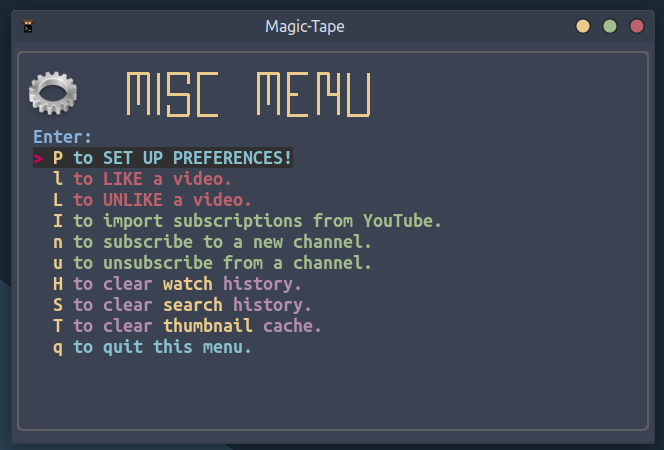 Magic-Tape
MISC MENU
Enter:
> P to SET UP PREFERENCES!
l to LIKE a video.
L to UNLIKE a video.
I to import subscriptions from YouTube.
n to subscribe to a new channel.
u to unsubscribe from a channel.
H to clear watch history.
S to clear search history.
T to clear thumbnail cache.
q to quit this menu.